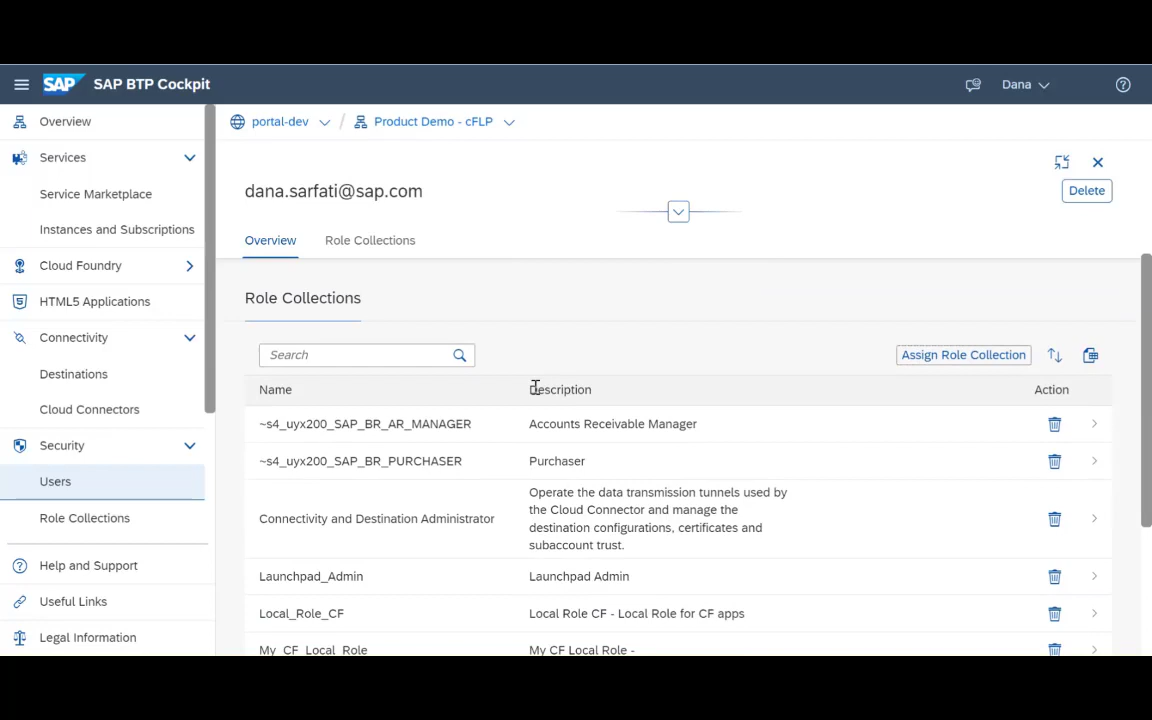 SAP SAP BTP Cockpit
Dana
Overview
Services
Service Marketplace
Instances and Subscriptions
Cloud Foundry
HTML5 Applications
Connectivity
Destinations
Cloud Connectors
Security
Users
Role Collections
Help and Support
Useful Links
Legal Information
portal-dev / Product Demo - cFLP
dana.sarfati@sap.com
Delete
Overview Role Collections
Role Collections
Search
Assign Role Collection
Name Description Action
~s4_uyx200_SAP_BR_AR_MANAGER Accounts Receivable Manager
~s4_uyx200_SAP_BR_PURCHASER Purchaser
Connectivity and Destination Administrator
Operate the data transmission tunnels used by
the Cloud Connector and manage the
destination configurations, certificates and
subaccount trust.
Launchpad_Admin Launchpad Admin
Local_Role_CF Local Role CF - Local Role for CF apps
My_CF_Local_Role My CF Local Role -